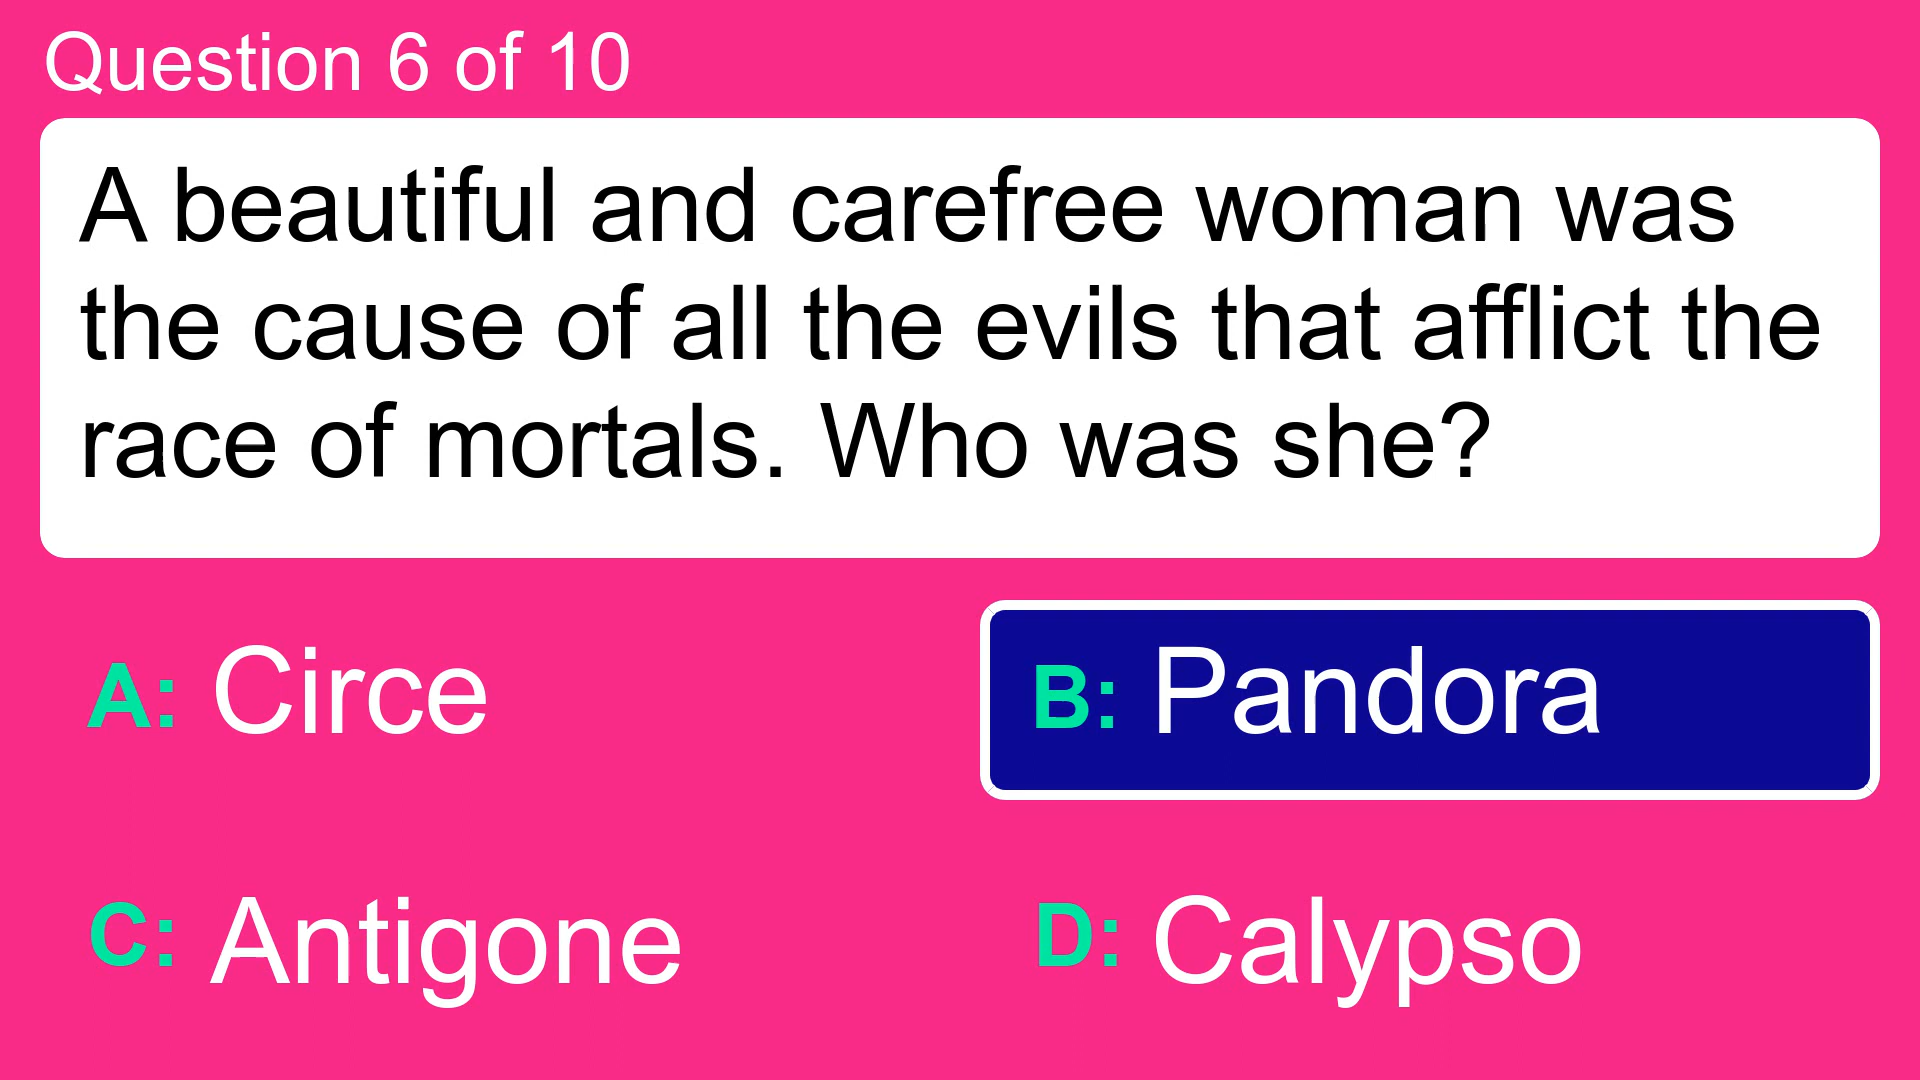 Question 6 of 10
A beautiful and carefree woman was
the cause of all the evils that afflict the
race of mortals. Who was she?
A: Circe
B: Pandora
C: Antigone
D: Calypso